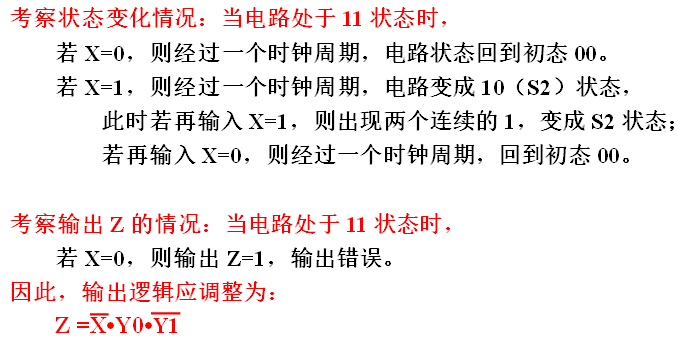 考察状态变化情况：当电路处于 11 状态时，
若 X=0，则经过一个时钟周期，电路状态回到初态 00。
若 X=1，则经过一个时钟周期，电路变成 10（S2）状态，
此时若再输入 X=1，则出现两个连续的 1，变成 S2 状态；
若再输入 X=0，则经过一个时钟周期，回到初态 00。
考察输出 Z 的情况：当电路处于 11 状态时，
若 X=0，则输出 Z=1，输出错误。
因此，输出逻辑应调整为：
Z =X̅•Y0•Y̅1̅